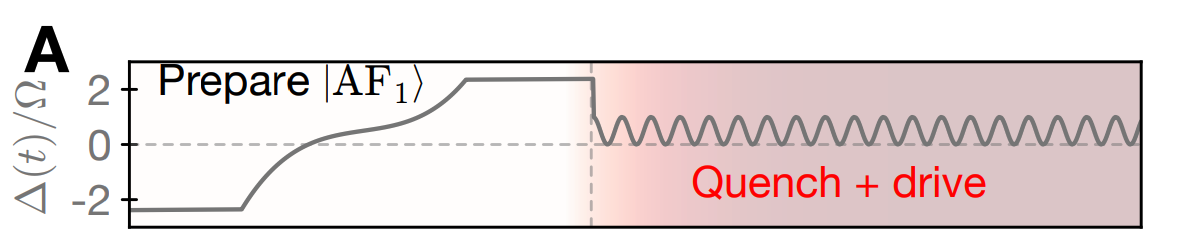 A
Prepare |AF₁⟩
Δ(t)/Ω
2
0
-2
Quench + drive